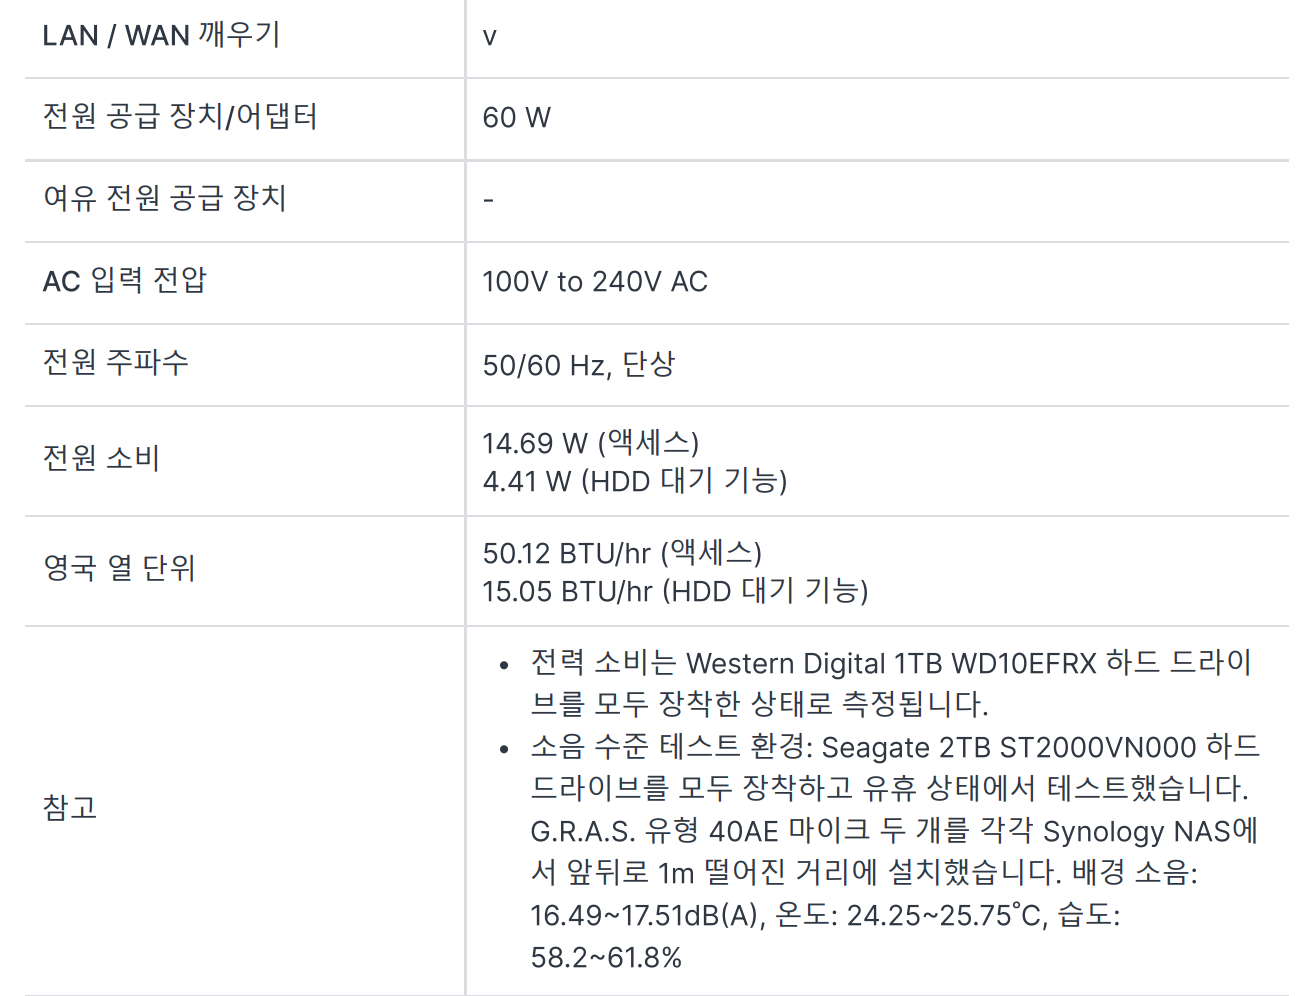 LAN / WAN 깨우기
v
전원 공급 장치/어댑터
60 W
여유 전원 공급 장치
-
AC 입력 전압
100V to 240V AC
전원 주파수
50/60 Hz, 단상
전원 소비
14.69 W (액세스)
4.41 W (HDD 대기 기능)
영국 열 단위
50.12 BTU/hr (액세스)
15.05 BTU/hr (HDD 대기 기능)
참고
• 전력 소비는 Western Digital 1TB WD10EFRX 하드 드라이
브를 모두 장착한 상태로 측정됩니다.
• 소음 수준 테스트 환경: Seagate 2TB ST2000VN000 하드
드라이브를 모두 장착하고 유휴 상태에서 테스트했습니다.
G.R.A.S. 유형 40AE 마이크 두 개를 각각 Synology NAS에
서 앞뒤로 1m 떨어진 거리에 설치했습니다. 배경 소음:
16.49~17.51dB(A), 온도: 24.25~25.75˚C, 습도:
58.2~61.8%